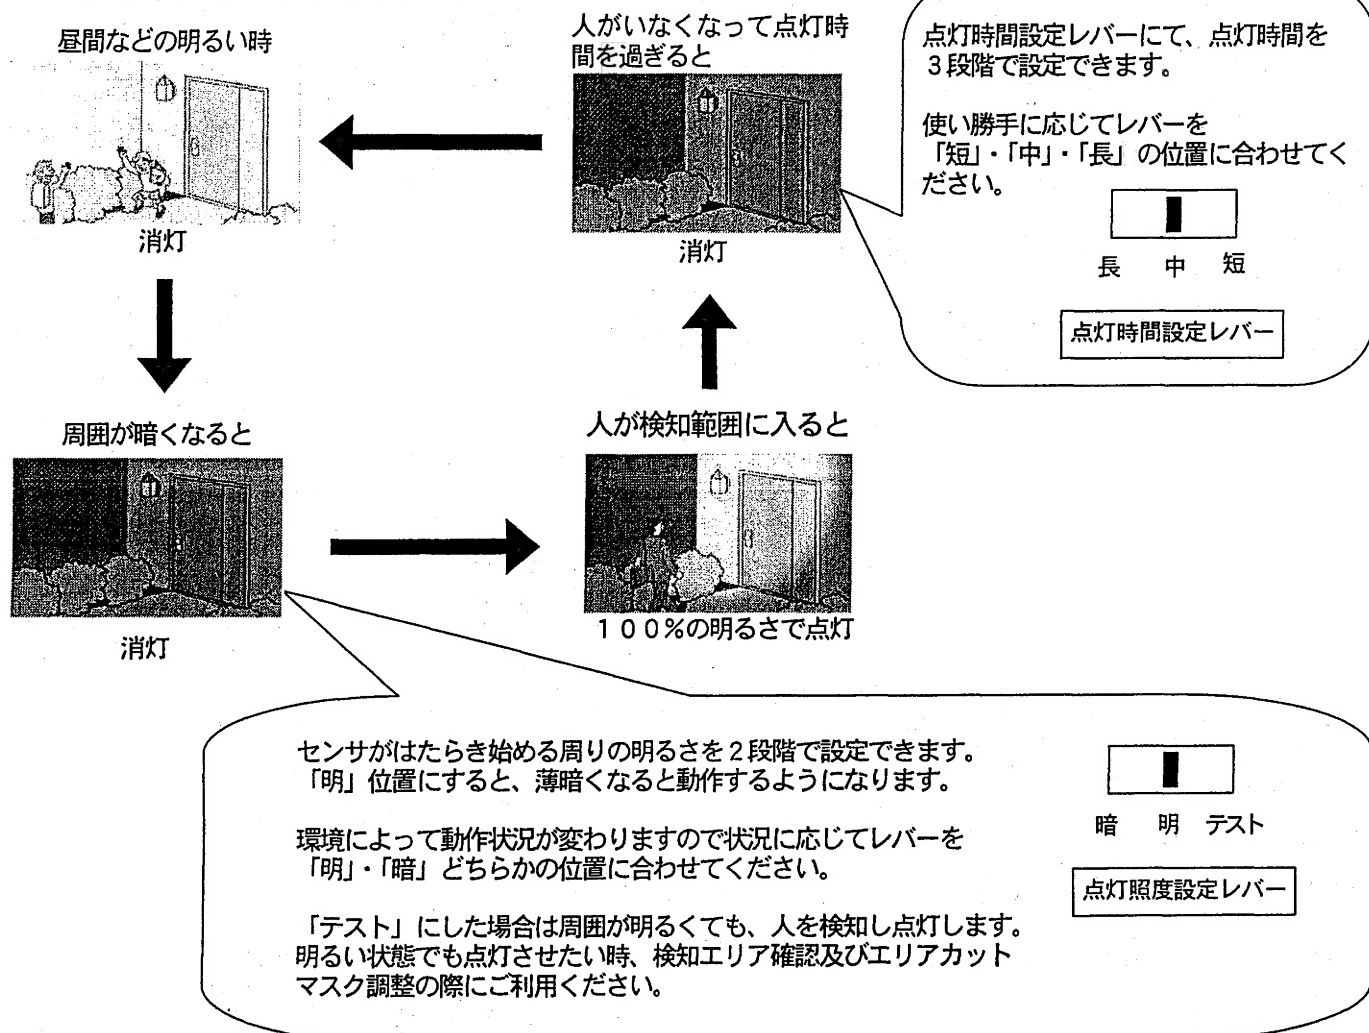 昼間などの明るい時
消灯
人がいなくなって点灯時
間を過ぎると
消灯
点灯時間設定レバーにて、点灯時間を
３段階で設定できます。
使い勝手に応じてレバーを
「短」・「中」・「長」の位置に合わせてく
ださい。
長 中 短
点灯時間設定レバー
周囲が暗くなると
消灯
人が検知範囲に入ると
１００％の明るさで点灯
センサがはたらき始める周りの明るさを２段階で設定できます。
「明」位置にすると、薄暗くなると動作するようになります。
環境によって動作状況が変わりますので状況に応じてレバーを
「明」・「暗」どちらかの位置に合わせてください。
「テスト」にした場合は周囲が明るくても、人を検知し点灯します。
明るい状態でも点灯させたい時、検知エリア確認及びエリアカット
マスク調整の際にご利用ください。
暗 明 テスト
点灯照度設定レバー